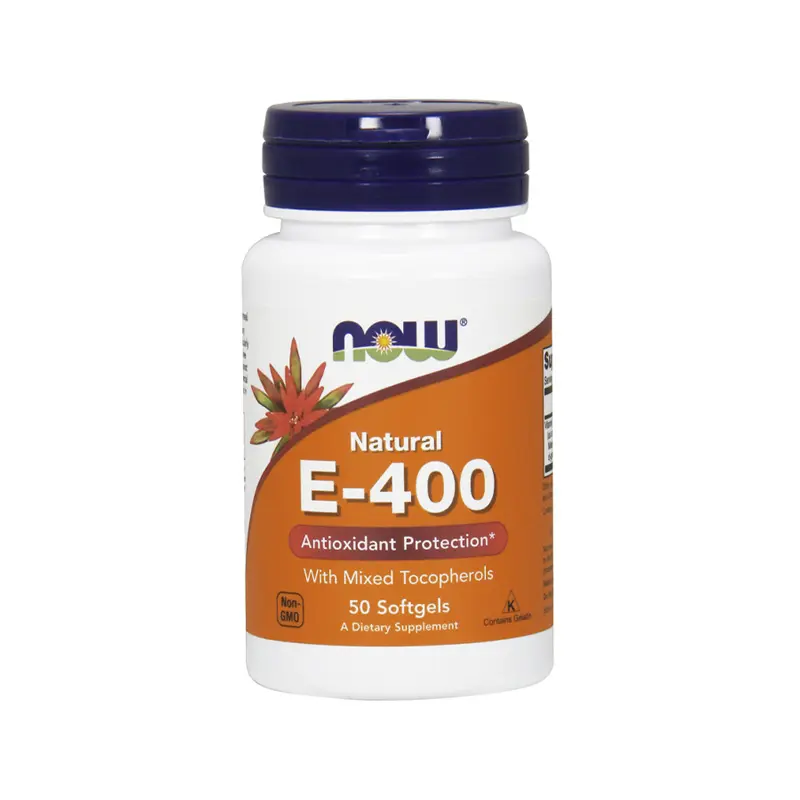 now®
Natural
E-400
Antioxidant Protection*
With Mixed Tocopherols
50 Softgels
A Dietary Supplement
Non-
GMO
K
Contains Gelatin